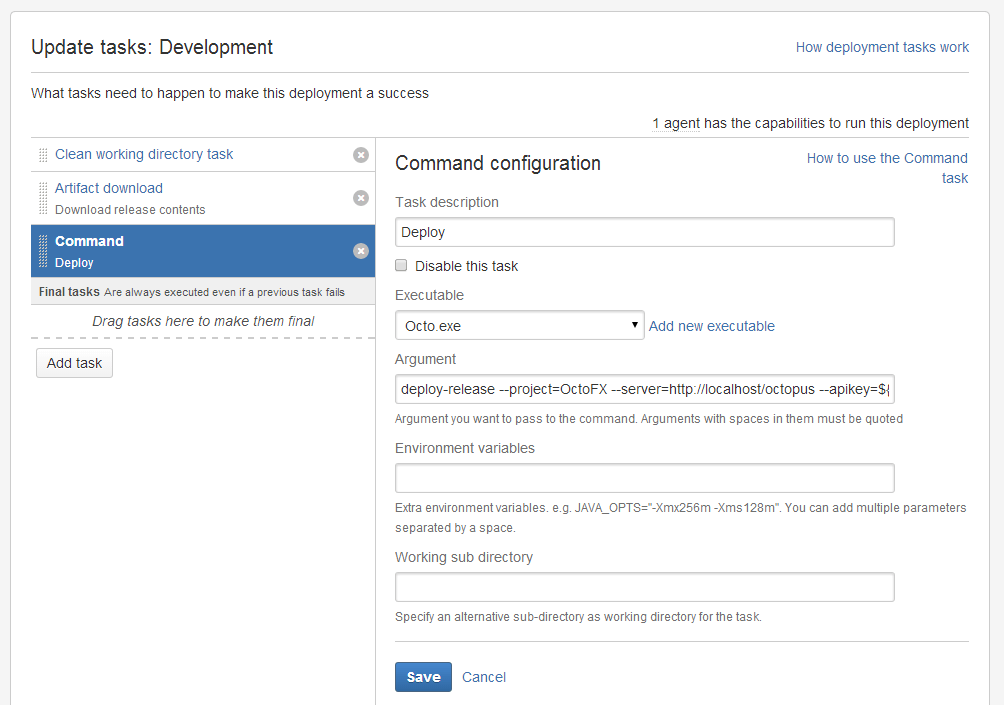 Update tasks: Development
How deployment tasks work
What tasks need to happen to make this deployment a success
1 agent has the capabilities to run this deployment
Clean working directory task
Artifact download
Download release contents
Command
Deploy
Final tasks Are always executed even if a previous task fails
Drag tasks here to make them final
Add task
Command configuration
How to use the Command
task
Task description
Deploy
Disable this task
Executable
Octo.exe
Add new executable
Argument
deploy-release --project=OctoFX --server=http://localhost/octopus --apikey=${
Argument you want to pass to the command. Arguments with spaces in them must be quoted
Environment variables
Extra environment variables. e.g. JAVA_OPTS="-Xmx256m -Xms128m". You can add multiple parameters
separated by a space.
Working sub directory
Specify an alternative sub-directory as working directory for the task.
Save
Cancel